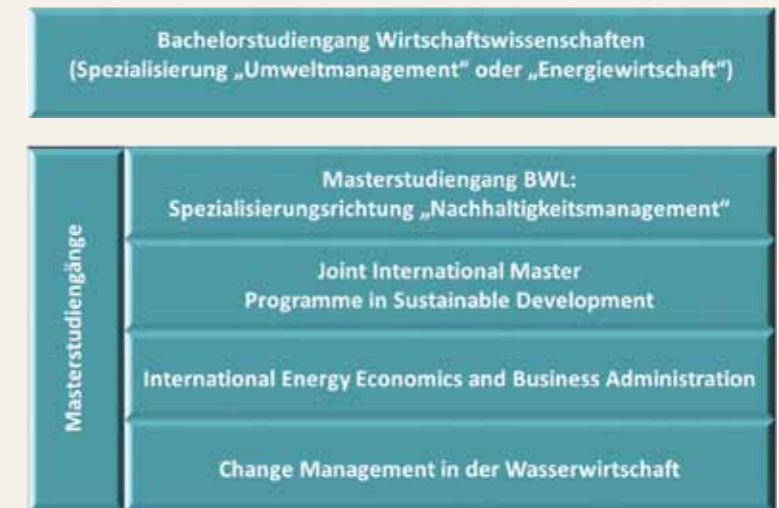 Bachelorstudiengang Wirtschaftswissenschaften
(Spezialisierung „Umweltmanagement“ oder „Energiewirtschaft“)
Masterstudiengänge
Masterstudiengang BWL:
Spezialisierungsrichtung „Nachhaltigkeitsmanagement“
Joint International Master
Programme in Sustainable Development
International Energy Economics and Business Administration
Change Management in der Wasserwirtschaft